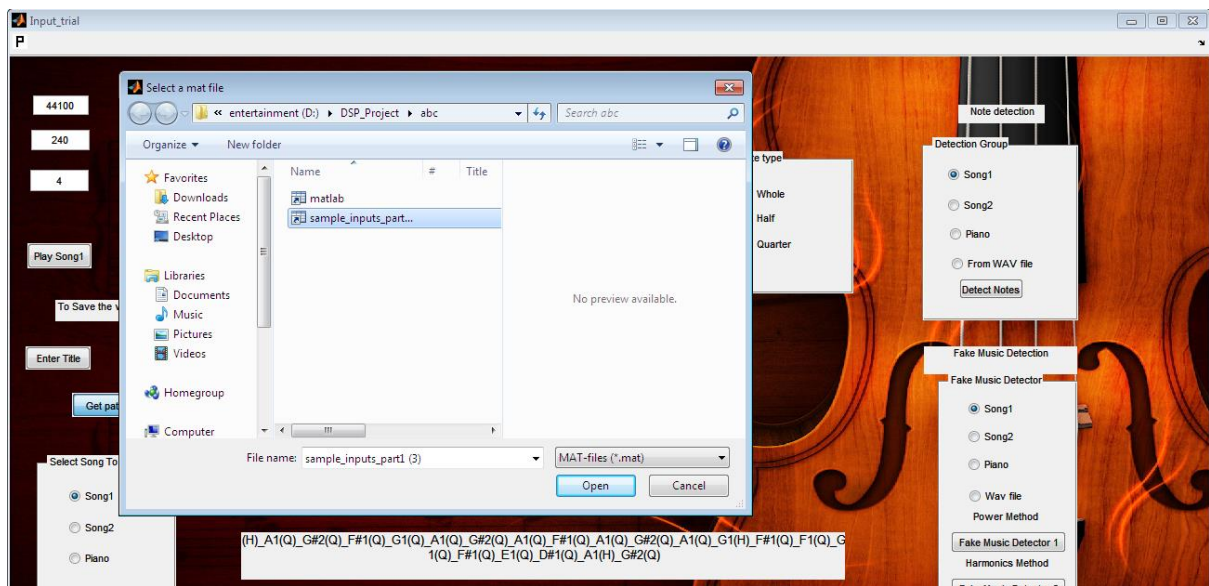 Input_trial
P
44100
240
4
Play Song1
To Save the
Enter Title
Get
Select Song To
Song1
Song2
Piano
Select a mat file
« entertainment (D:) ▸ DSP_Project ▸ abc
Search abc
Organize
New folder
Favorites
Downloads
Recent Places
Desktop
Libraries
Documents
Music
Pictures
Videos
Homegroup
Computer
Name
#
Title
matlab
sample_inputs_part...
No preview available.
File name:
sample_inputs_part1 (3)
MAT-files (*.mat)
Open
Cancel
type
Whole
Half
Quarter
Note detection
Detection Group
Song1
Song2
Piano
From WAV file
Detect Notes
Fake Music Detection
Fake Music Detector
Song1
Song2
Piano
Wav file
Power Method
Fake Music Detector 1
Harmonics Method
(H)_A1(Q)_G#2(Q)_F#1(Q)_G1(Q)_A1(Q)_G#2(Q)_A1(Q)_F#1(Q)_A1(Q)_G#2(Q)_A1(Q)_G1(H)_F#1(Q)_F1(Q)_G
1(Q)_F#1(Q)_E1(Q)_D#1(Q)_A1(H)_G#2(Q)